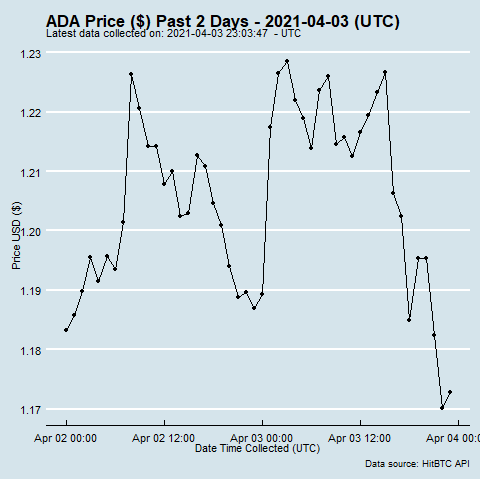 ADA Price ($) Past 2 Days - 2021-04-03 (UTC)
Latest data collected on: 2021-04-03 23:03:47 - UTC
1.23
1.22
1.21
1.20
1.19
1.18
1.17
Price USD ($)
Apr 02 00:00 Apr 02 12:00 Apr 03 00:00 Apr 03 12:00 Apr 04 00:0
Date Time Collected (UTC)
Data source: HitBTC API